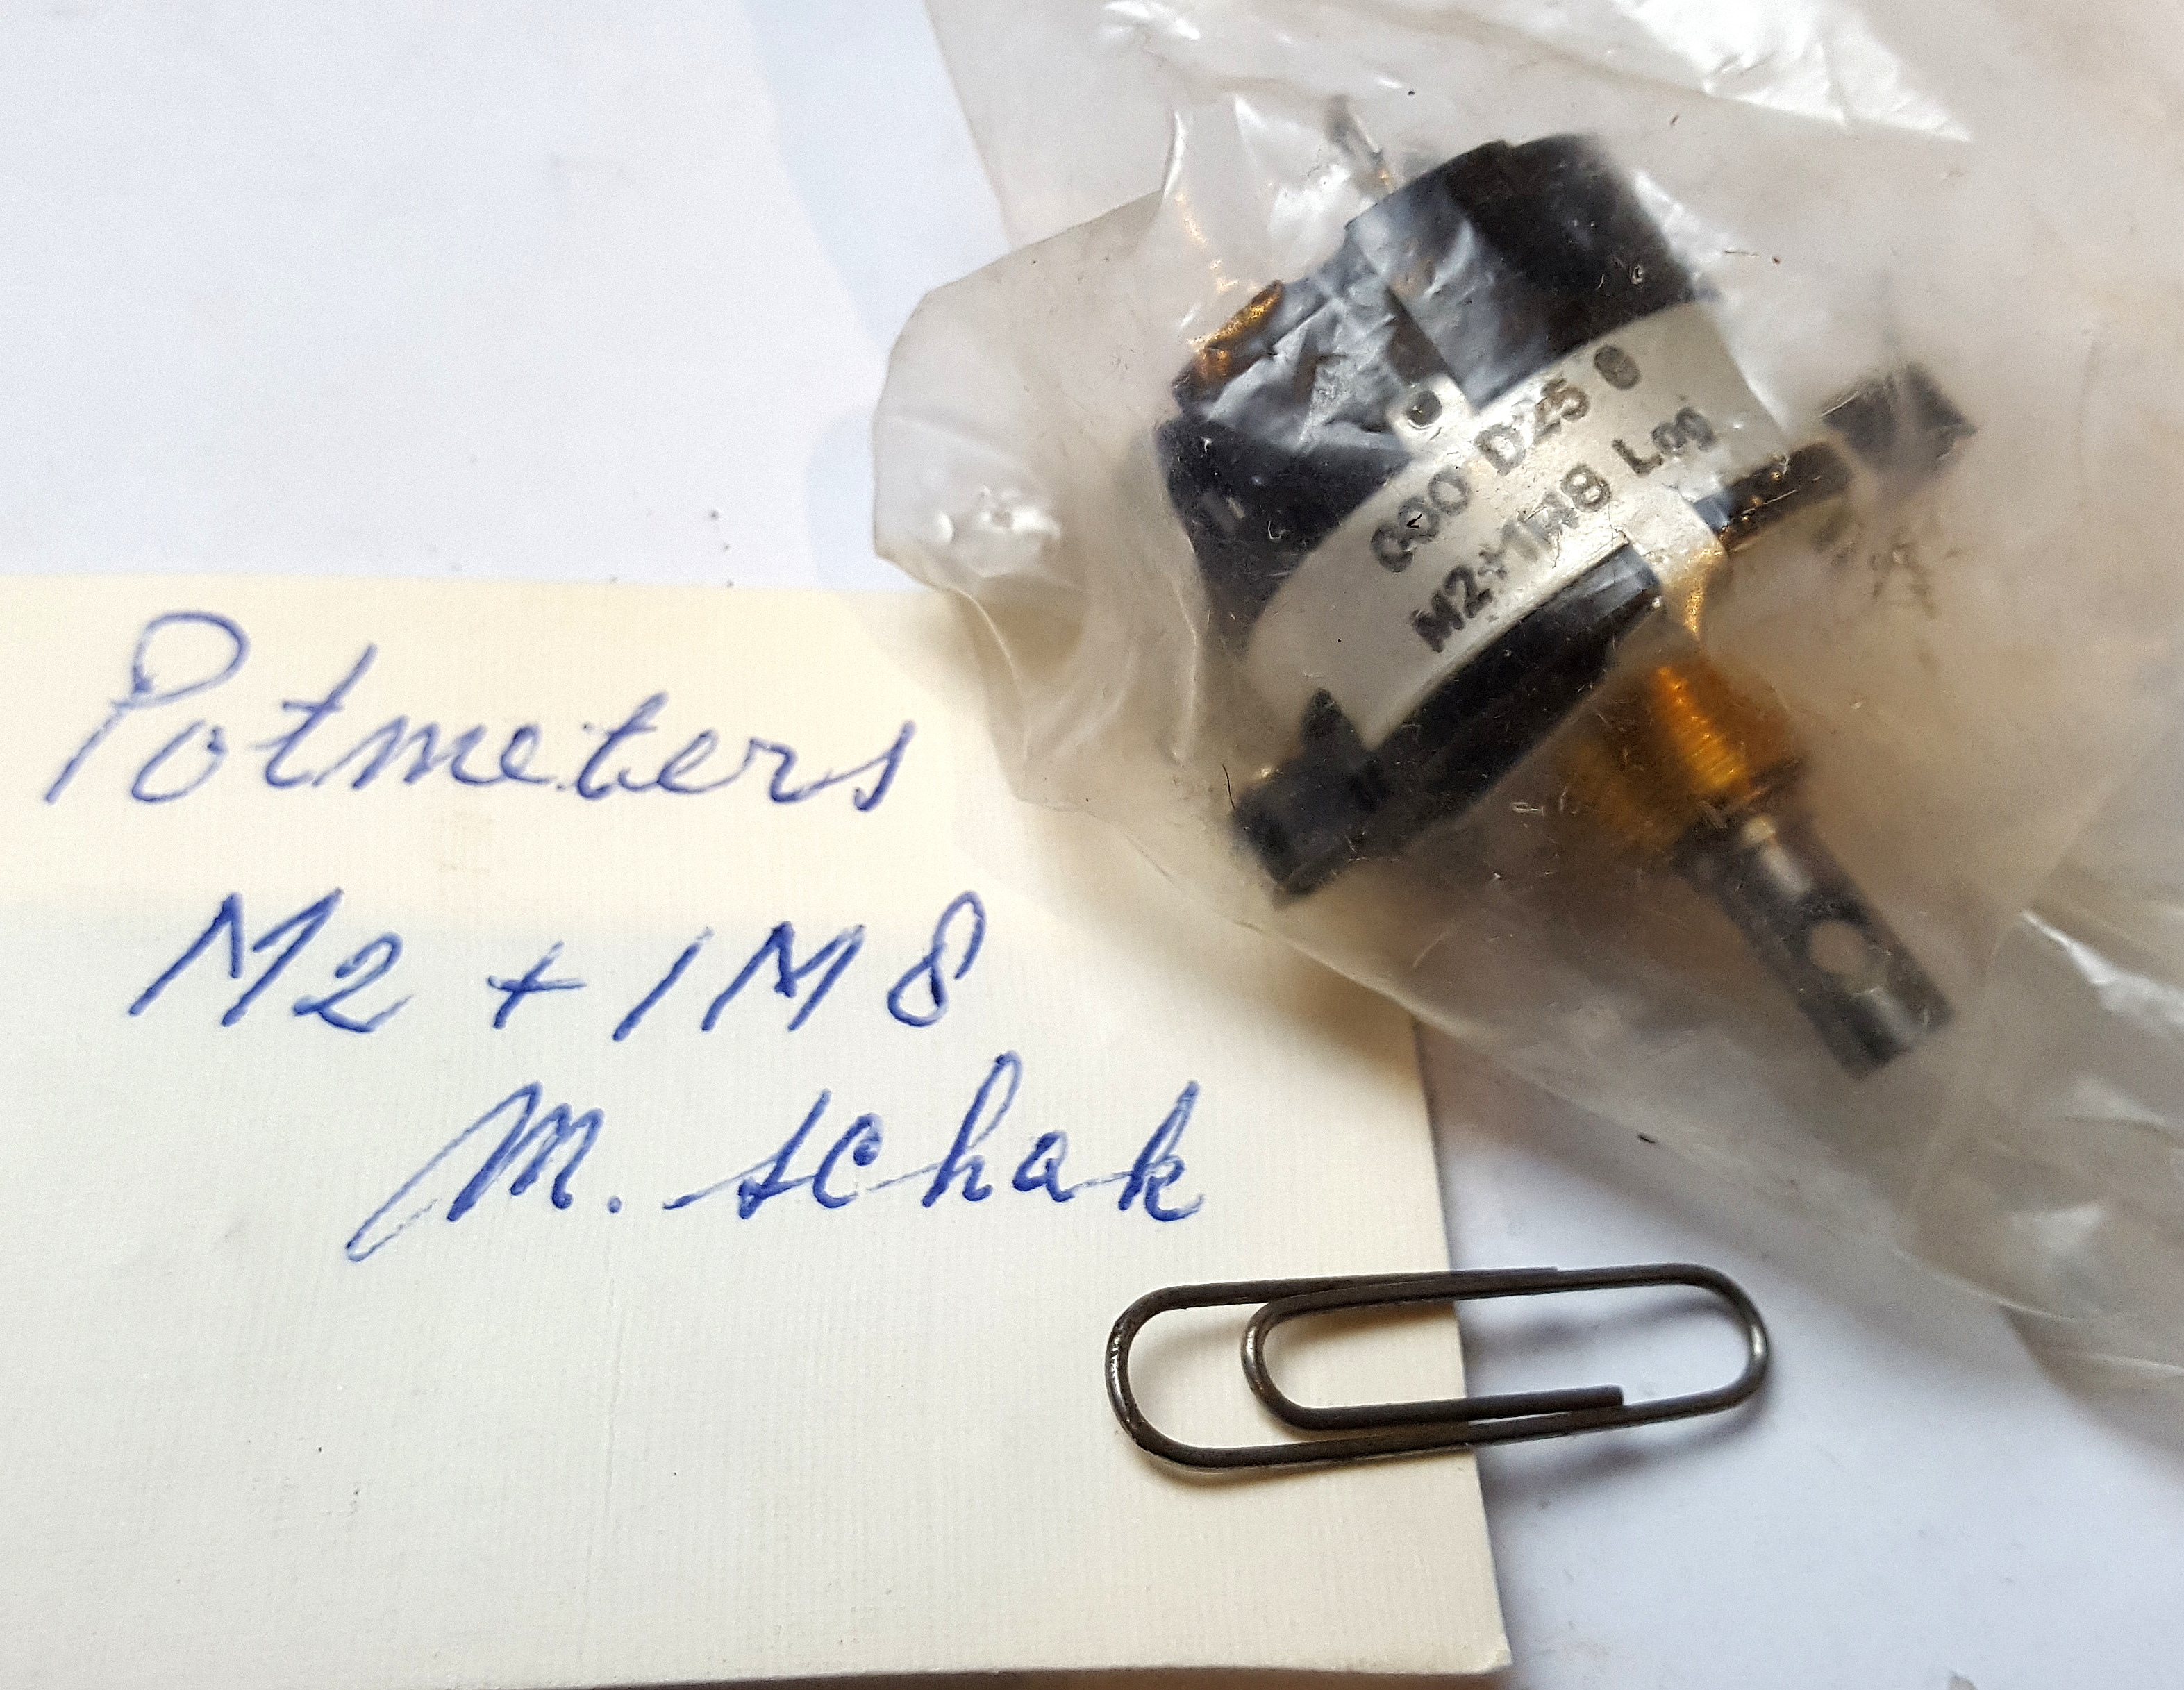 Potmeters
M2 + 1M8
M. schak
D25
M2+1M8 Log